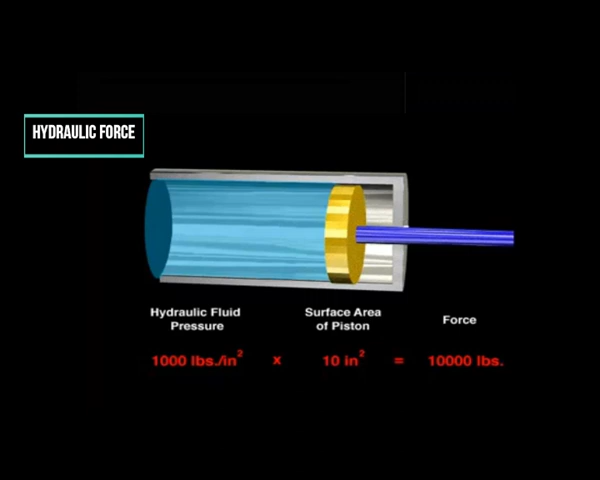 HYDRAULIC FORCE
Hydraulic Fluid Pressure
Surface Area of Piston
Force
1000 lbs./in² x 10 in² = 10000 lbs.